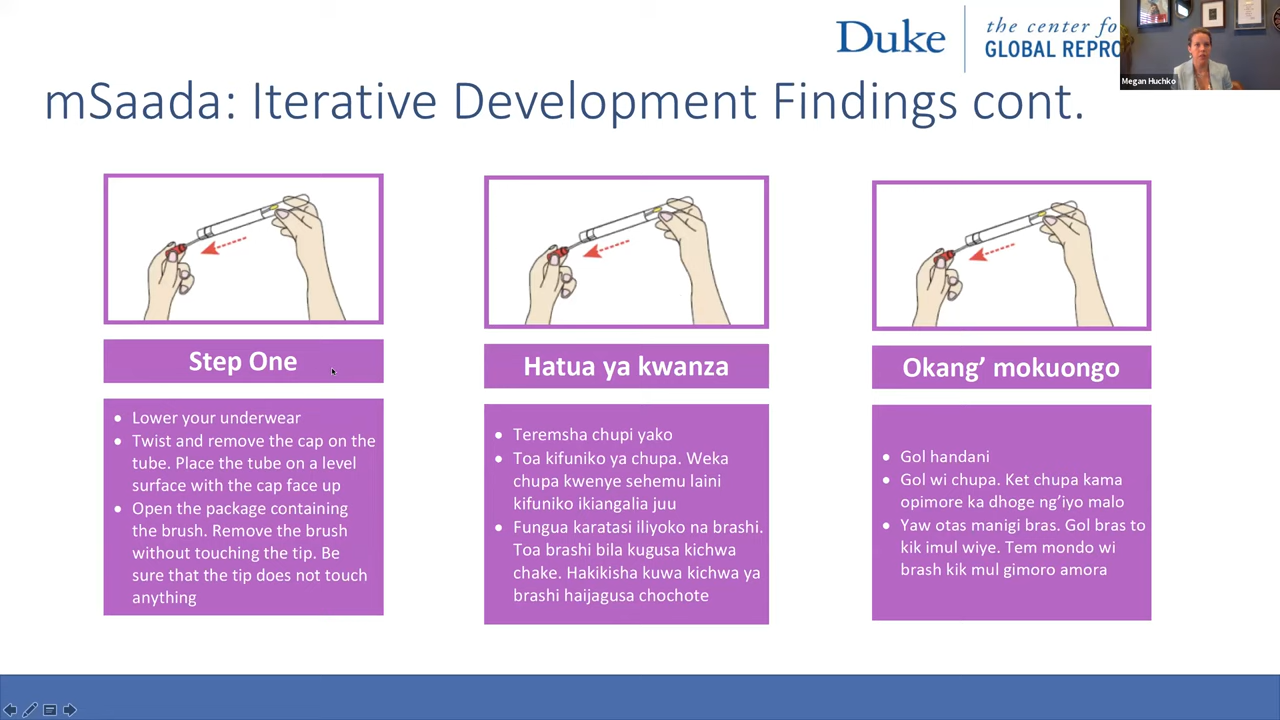 Duke
the center fo
GLOBAL REPRO
Megan Huchko
mSaada: Iterative Development Findings cont.
Step One
Lower your underwear
Twist and remove the cap on the
tube. Place the tube on a level
surface with the cap face up
Open the package containing
the brush. Remove the brush
without touching the tip. Be
sure that the tip does not touch
anything
Hatua ya kwanza
Teremsha chupi yako
Toa kifuniko ya chupa. Weka
chupa kwenye sehemu laini
kifuniko ikiangalia juu
Fungua karatasi iliyoko na brashi.
Toa brashi bila kugusa kichwa
chake. Hakikisha kuwa kichwa ya
brashi haijagusa chochote
Okang’ mokuongo
Gol handani
Gol wi chupa. Ket chupa kama
opimore ka dhoge ng’iyo malo
Yaw otas manigi bras. Gol bras to
kik imul wiye. Tem mondo wi
brash kik mul gimoro amora